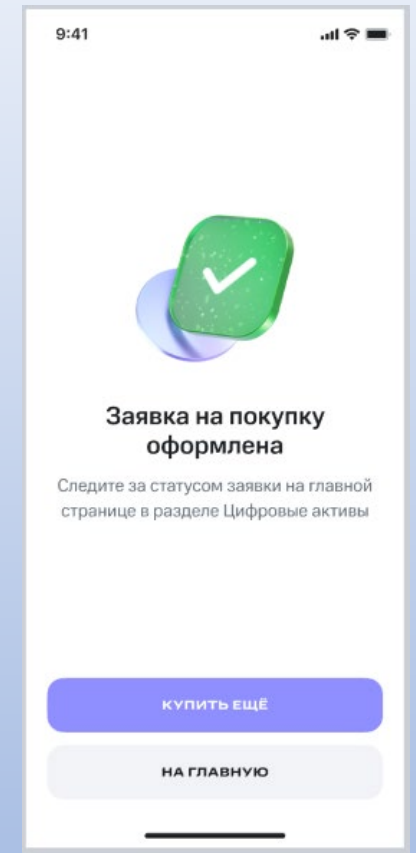 9:41
Заявка на покупку
оформлена
Следите за статусом заявки на главной
странице в разделе Цифровые активы
КУПИТЬ ЕЩЁ
НА ГЛАВНУЮ